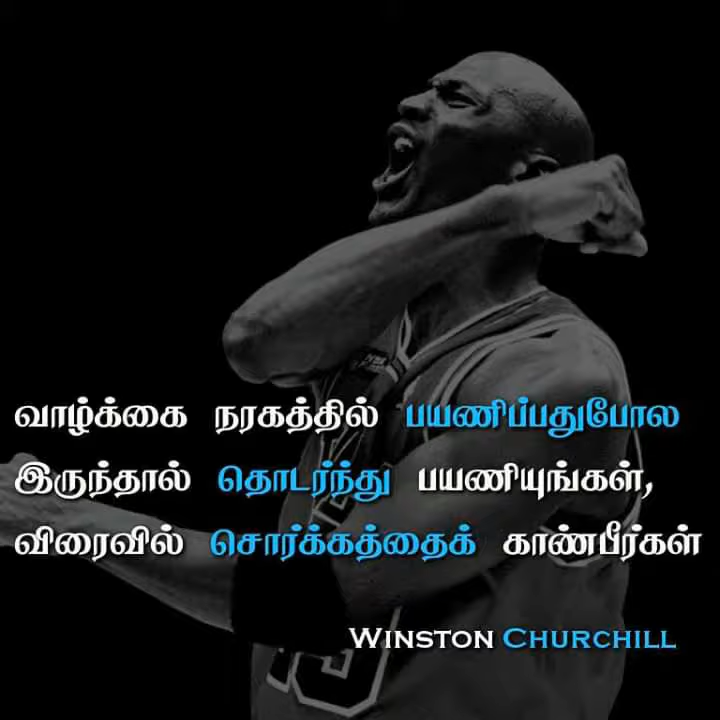 வாழ்க்கை நரகத்தில் பயணிப்பதுபோல
இருந்தால் தொடர்ந்து பயணியுங்கள்,
விரைவில் சொர்க்கத்தைக் காண்பீர்கள்
WINSTON CHURCHILL